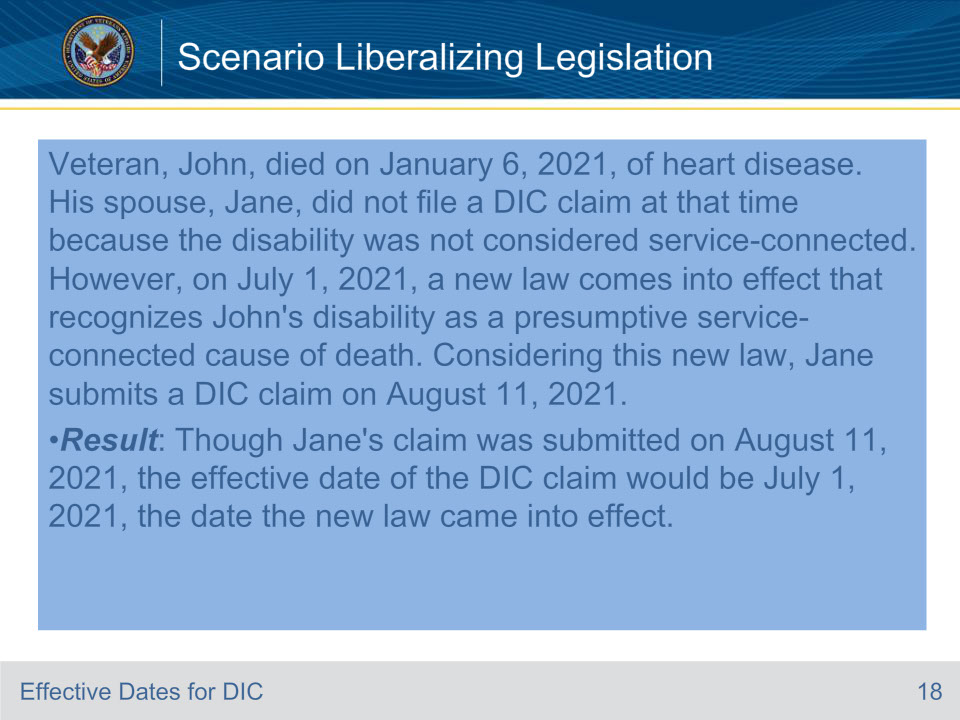 Scenario Liberalizing Legislation
Veteran, John, died on January 6, 2021, of heart disease.
His spouse, Jane, did not file a DIC claim at that time
because the disability was not considered service-connected.
However, on July 1, 2021, a new law comes into effect that
recognizes John's disability as a presumptive service-
connected cause of death. Considering this new law, Jane
submits a DIC claim on August 11, 2021.
•Result: Though Jane's claim was submitted on August 11,
2021, the effective date of the DIC claim would be July 1,
2021, the date the new law came into effect.
Effective Dates for DIC
18